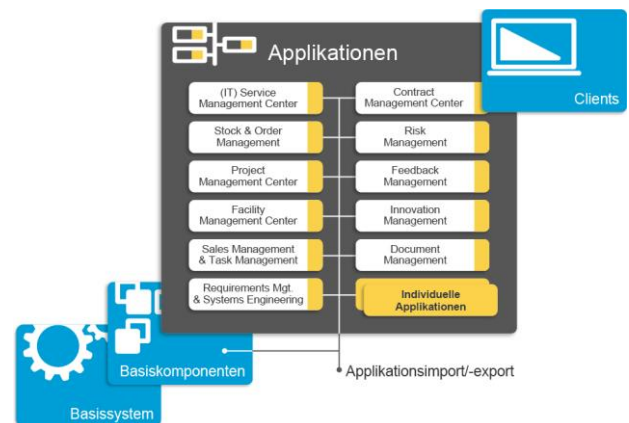 Applikationen
Clients
(IT) Service
Management Center
Contract
Management Center
Stock & Order
Management
Risk
Management
Project
Management Center
Feedback
Management
Facility
Management Center
Innovation
Management
Sales Management
& Task Management
Document
Management
Requirements Mgt.
& Systems Engineering
Individuelle
Applikationen
Basiskomponenten
Applikationsimport/-export
Basissystem